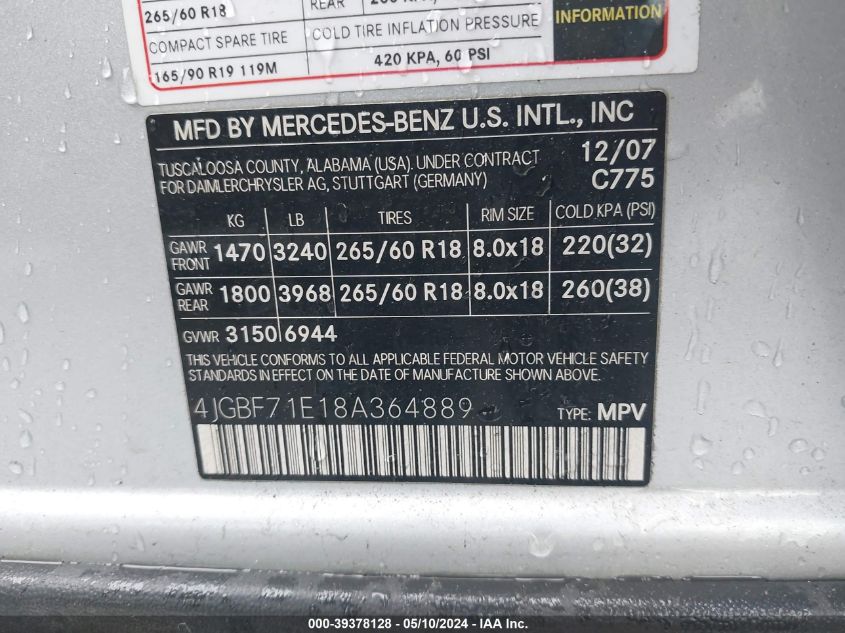 265/60 R18 REAR
COMPACT SPARE TIRE COLD TIRE INFLATION PRESSURE
165/90 R19 119M 420 KPA, 60 PSI
INFORMATION
MFD BY MERCEDES-BENZ U.S. INTL., INC
TUSCALOOSA COUNTY, ALABAMA (USA). UNDER CONTRACT 12/07
FOR DAIMLERCHRYSLER AG, STUTTGART (GERMANY) C775
KG LB TIRES RIM SIZE COLD KPA (PSI)
GAWR FRONT 1470 3240 265/60 R18 8.0x18 220(32)
GAWR REAR 1800 3968 265/60 R18 8.0x18 260(38)
GVWR 3150 6944
THIS VEHICLE CONFORMS TO ALL APPLICABLE FEDERAL MOTOR VEHICLE SAFETY
STANDARDS IN EFFECT ON THE DATE OF MANUFACTURE SHOWN ABOVE.
4JGBF71E18A364889 TYPE: MPV
000-39378128 - 05/10/2024 - IAA Inc.